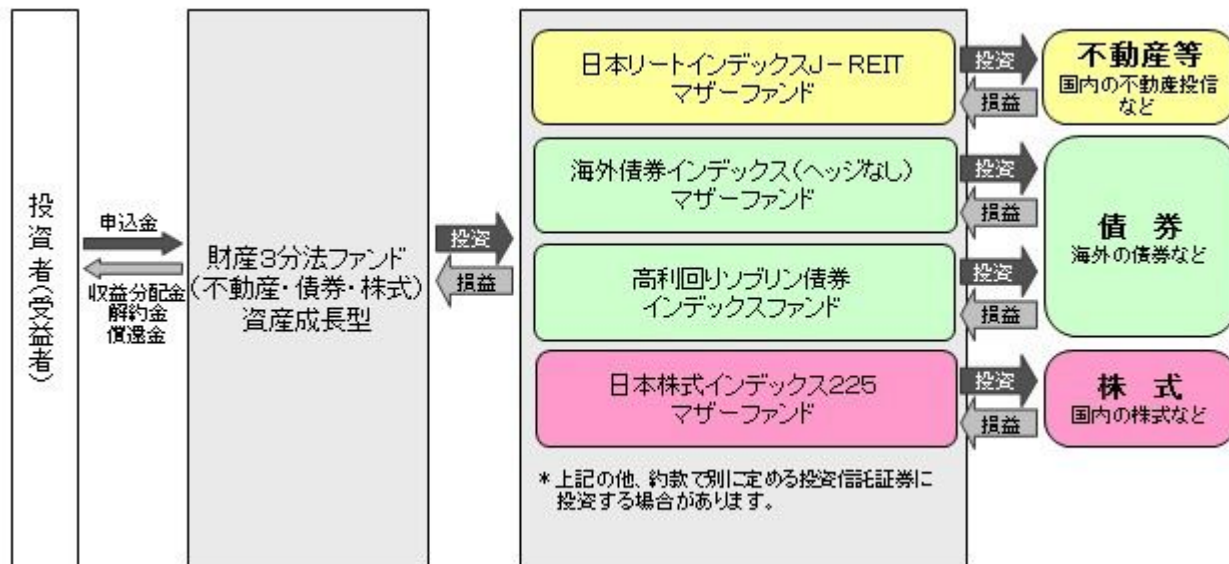 投資者(受益者)
申込金
収益分配金
解約金
償還金
財産3分法ファンド
(不動産・債券・株式)
資産成長型
投資
損益
日本リートインデックスJ-REIT
マザーファンド
投資
損益
不動産等
国内の不動産投信
など
海外債券インデックス(ヘッジなし)
マザーファンド
投資
損益
高利回りソブリン債券
インデックスファンド
投資
損益
債 券
海外の債券など
日本株式インデックス225
マザーファンド
投資
損益
株 式
国内の株式など
*上記の他、約款で別に定める投資信託証券に
投資する場合があります。